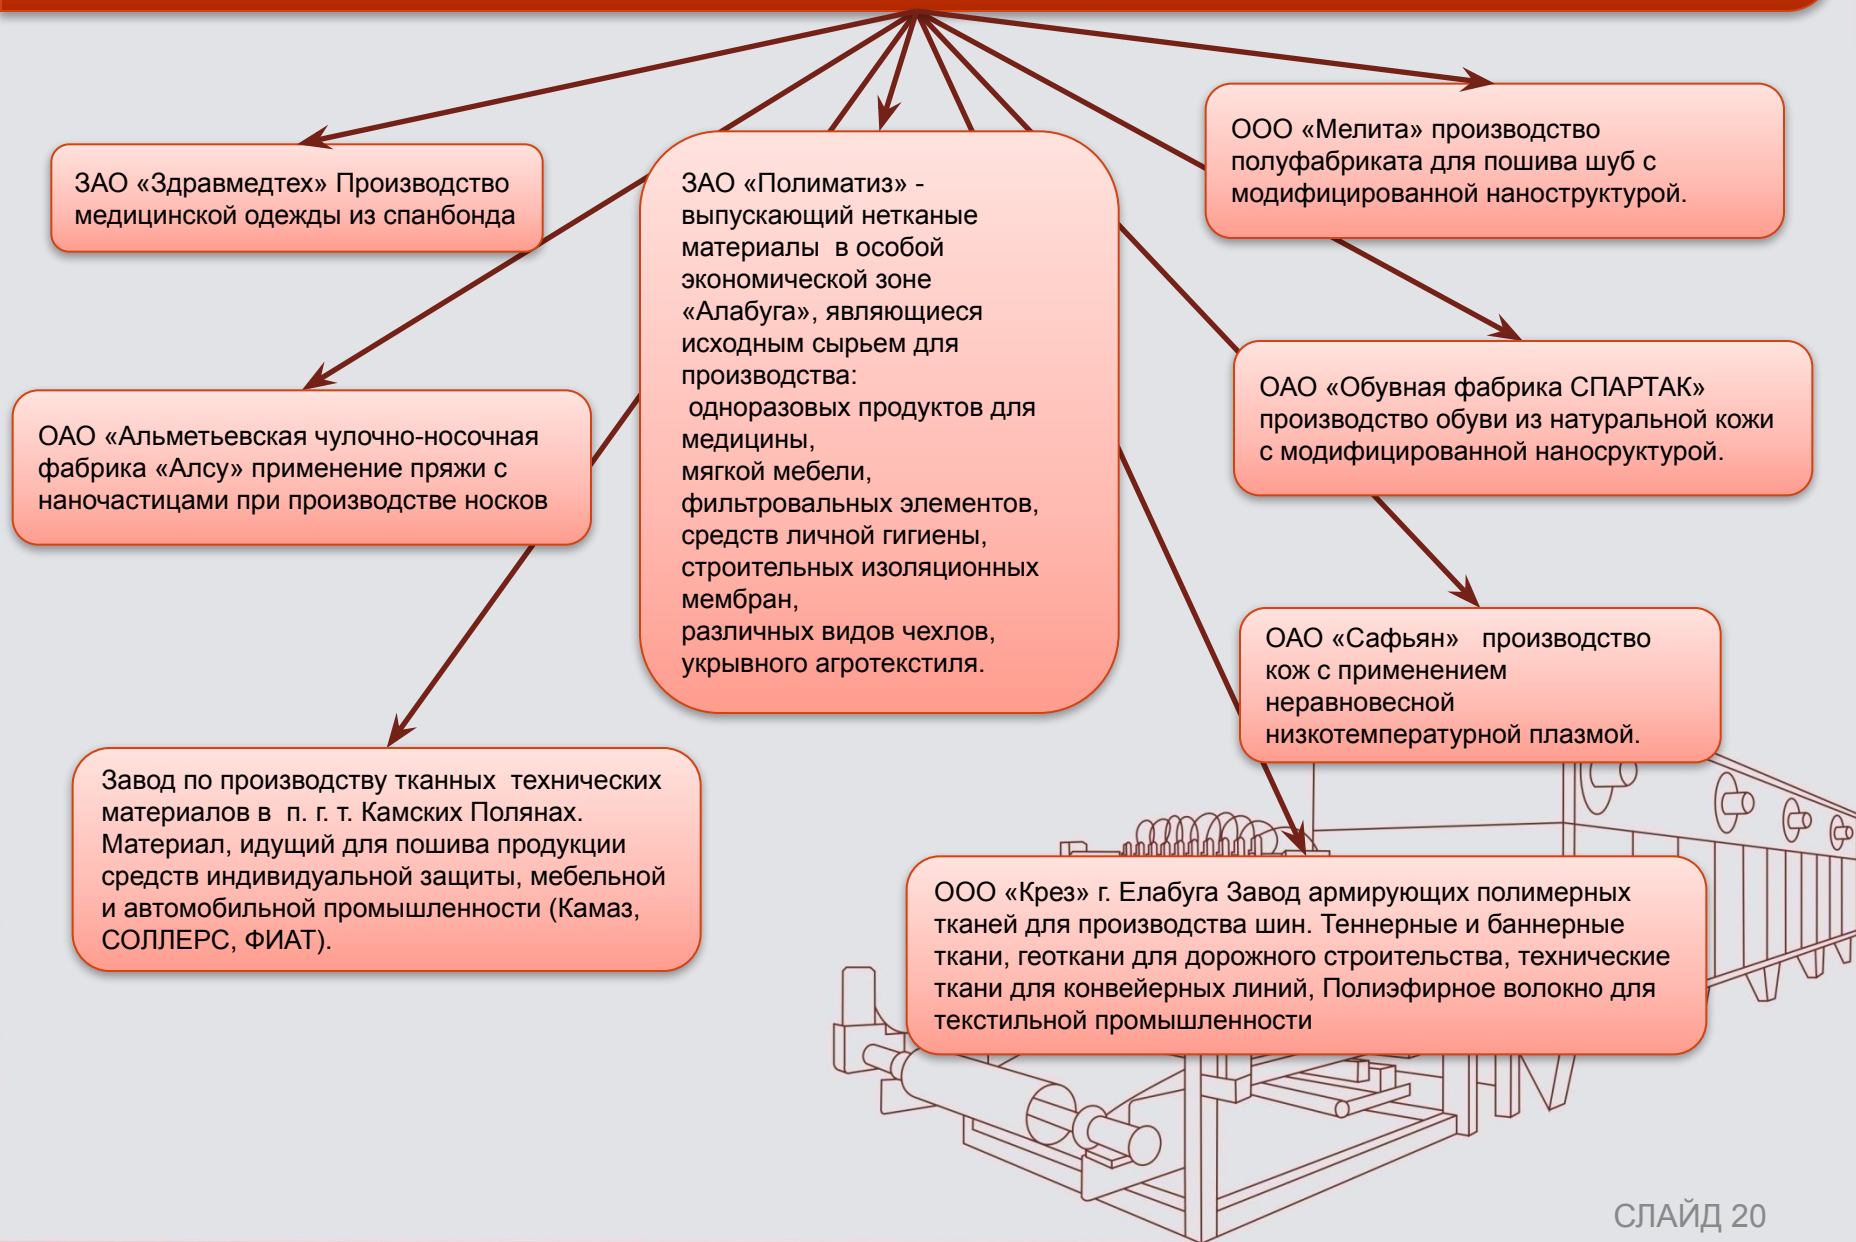 ЗАО «Здравмедтех» Производство
медицинской одежды из спанбонда
ОАО «Альметьевская чулочно-носочная
фабрика «Алсу» применение пряжи с
наночастицами при производстве носков
Завод по производству тканных  технических
материалов в  п. г. т. Камских Полянах.
Материал, идущий для пошива продукции
средств индивидуальной защиты, мебельной
и автомобильной промышленности (Камаз,
СОЛЛЕРС, ФИАТ).
ЗАО «Полиматиз» -
выпускающий нетканые
материалы  в особой
экономической зоне
«Алабуга», являющиеся
исходным сырьем для
производства:
одноразовых продуктов для
медицины,
мягкой мебели,
фильтровальных элементов,
средств личной гигиены,
строительных изоляционных
мембран,
различных видов чехлов,
укрывного агротекстиля.
ООО «Мелита» производство
полуфабриката для пошива шуб с
модифицированной наноструктурой.
ОАО «Обувная фабрика СПАРТАК»
производство обуви из натуральной кожи
с модифицированной наносруктурой.
ОАО «Сафьян»   производство
кож с применением
неравновесной
низкотемпературной плазмой.
ООО «Крез» г. Елабуга Завод армирующих полимерных
тканей для производства шин. Теннерные и баннерные
ткани, геоткани для дорожного строительства, технические
ткани для конвейерных линий, Полиэфирное волокно для
текстильной промышленности
СЛАЙД 20